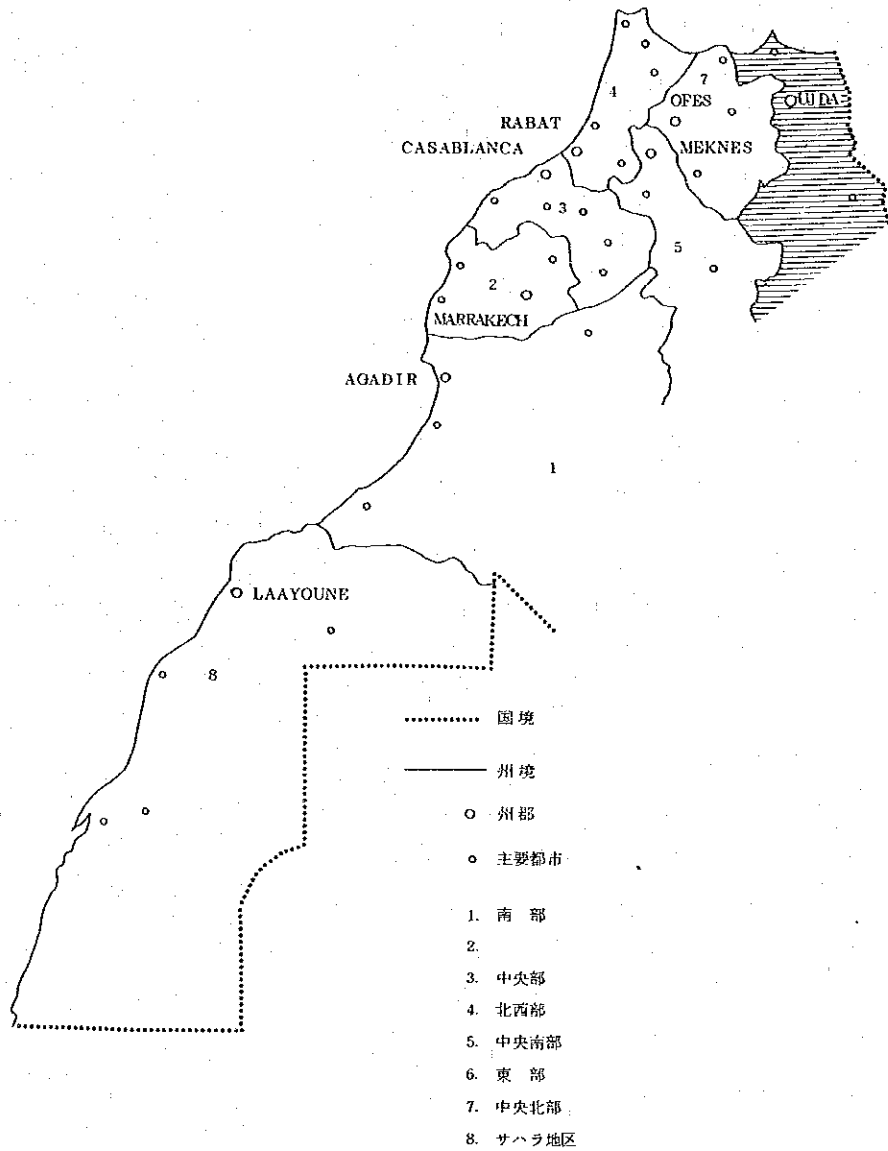 4
7
OFES
OUJDA
RABAT
CASABLANCA
MEKNES
3
5
2
MARRAKECH
AGADIR
1
LAAYOUNE
8
国境
州境
州都
主要都市
1. 南部
2.
3. 中央部
4. 北西部
5. 中央南部
6. 東部
7. 中央北部
8. サハラ地区